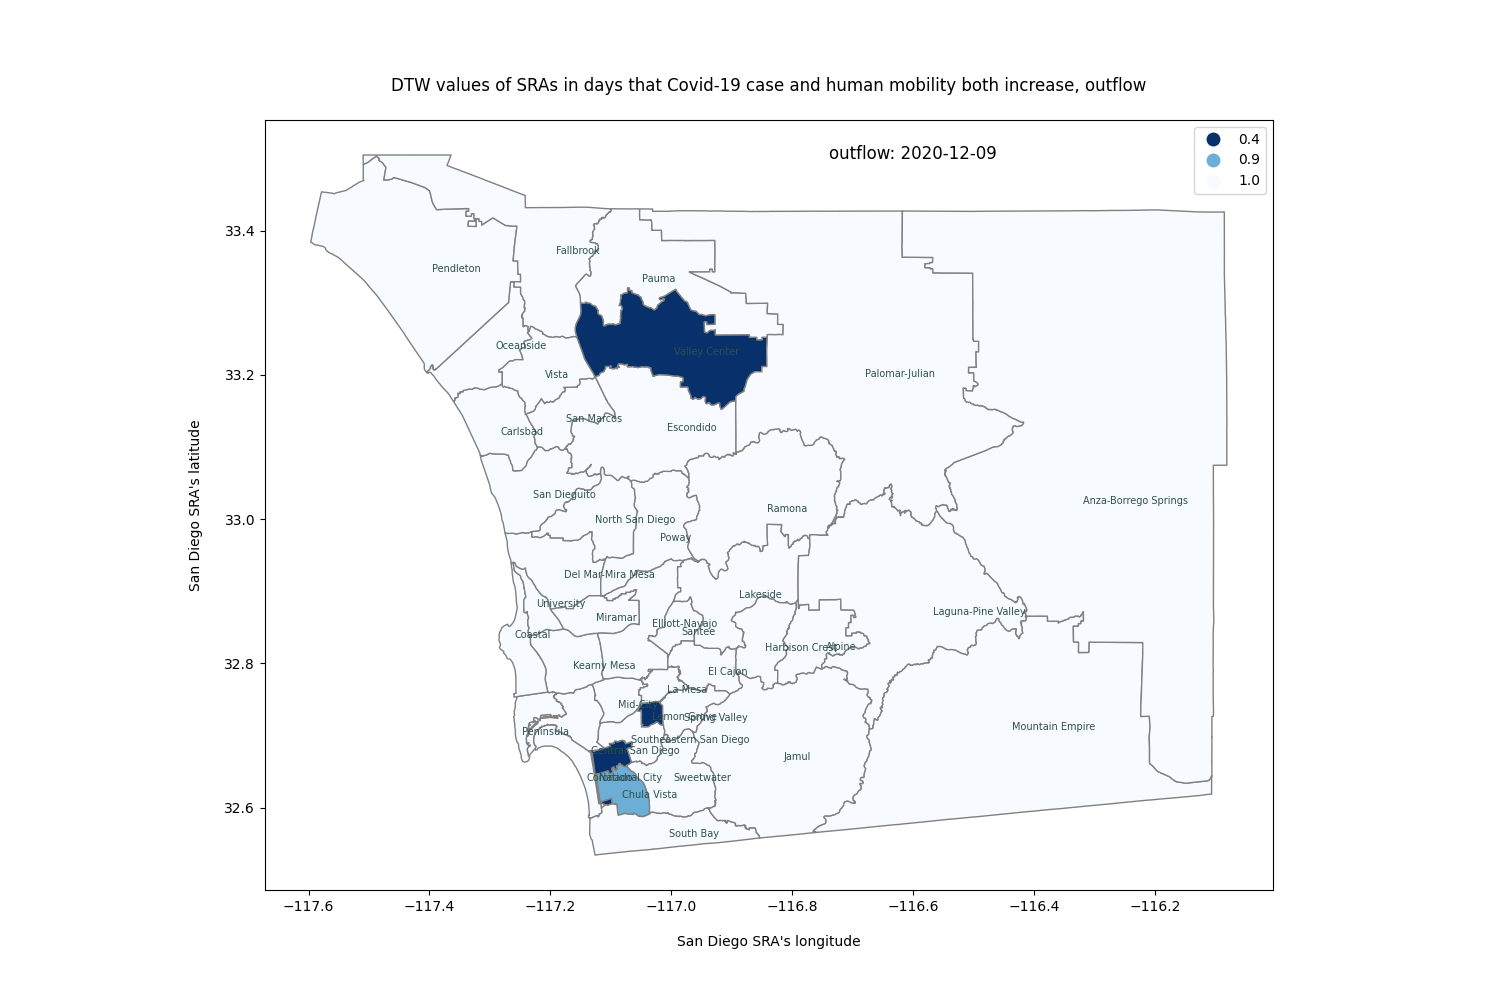 DTW values of SRAs in days that Covid-19 case and human mobility both increase, outflow
outflow: 2020-12-09
0.4
0.9
1.0
33.4
33.2
33.0
32.8
32.6
San Diego SRA's latitude
Fallbrook
Pendleton
Pauma
Oceanside
Valley Center
Vista
Palomar-Julian
San Marcos
Carlsbad
Escondido
San Dieguito
Anza-Borrego Springs
Ramona
North San Diego
Poway
Del Mar-Mira Mesa
Lakeside
University
Miramar
Laguna-Pine Valley
Elliott-Navajo
Santee
Coastal
Harbison Crest
Alpine
Kearny Mesa
El Cajon
La Mesa
Mid-City
Lemon Grove
Spring Valley
Peninsula
Mountain Empire
Southeastern San Diego
Central San Diego
Jamul
Coronado
National City
Sweetwater
Chula Vista
South Bay
−117.6
−117.4
−117.2
−117.0
−116.8
−116.6
−116.4
−116.2
San Diego SRA's longitude